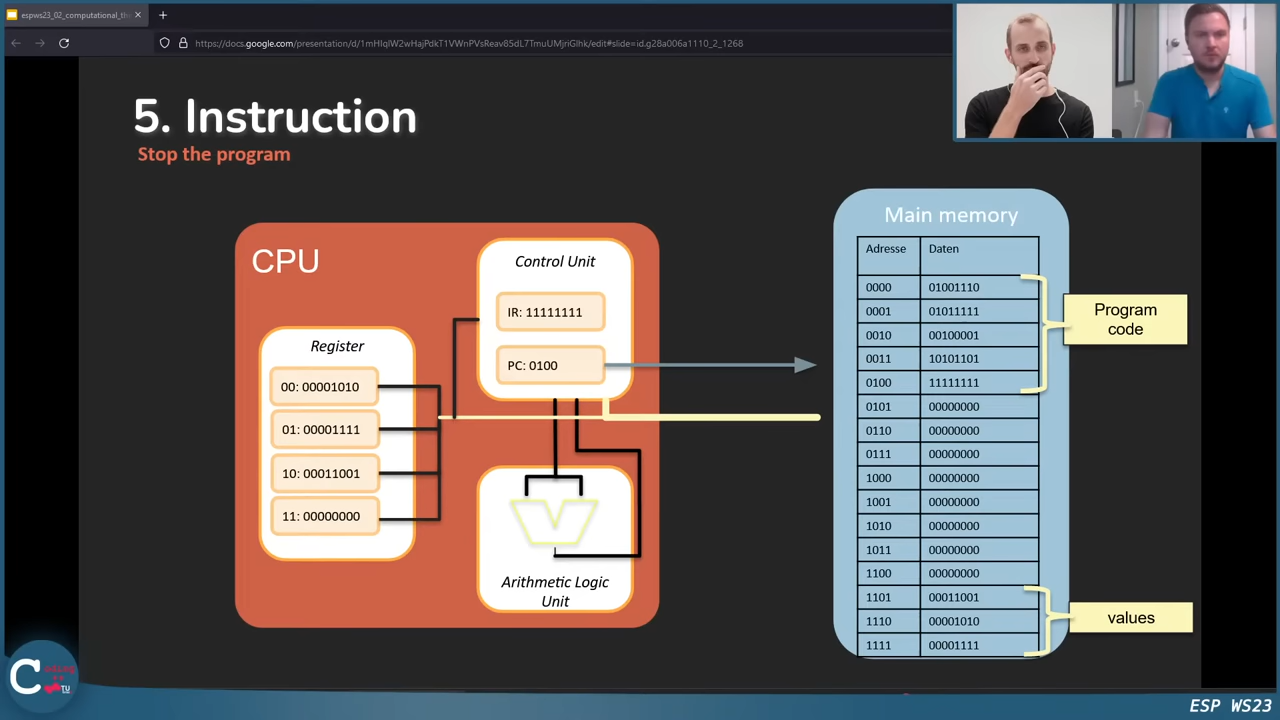 espws23_02_computational_th
https://docs.google.com/presentation/d/1mHIqlW2wHajPdkT1VWnPVsReav85dL7TmuUMjriGlhk/edit#slide=id.g28a006a1110_2_1268
5. Instruction
Stop the program
CPU
Control Unit
IR: 11111111
PC: 0100
Register
00: 00001010
01: 00001111
10: 00011001
11: 00000000
Arithmetic Logic
Unit
Main memory
Adresse Daten
0000 01001110
0001 01011111
0010 00100001
0011 10101101
0100 11111111
0101 00000000
0110 00000000
0111 00000000
1000 00000000
1001 00000000
1010 00000000
1011 00000000
1100 00000000
1101 00011001
1110 00001010
1111 00001111
Program
code
values
C
TU
ESP WS23